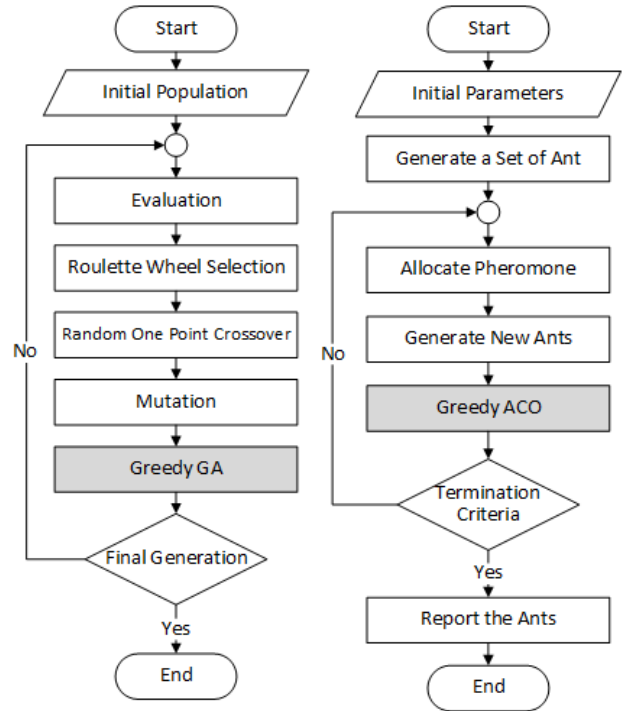 Start
Initial Population
Evaluation
Roulette Wheel Selection
Random One Point Crossover
No
Mutation
Greedy GA
Final Generation
Yes
End
Start
Initial Parameters
Generate a Set of Ant
Allocate Pheromone
Generate New Ants
No
Greedy ACO
Termination
Criteria
Yes
Report the Ants
End